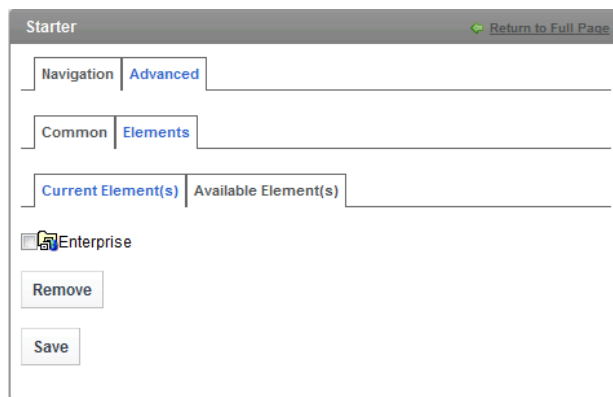 Starter Return to Full Page
Navigation Advanced
Common Elements
Current Element(s) Available Element(s)
Enterprise
Remove
Save